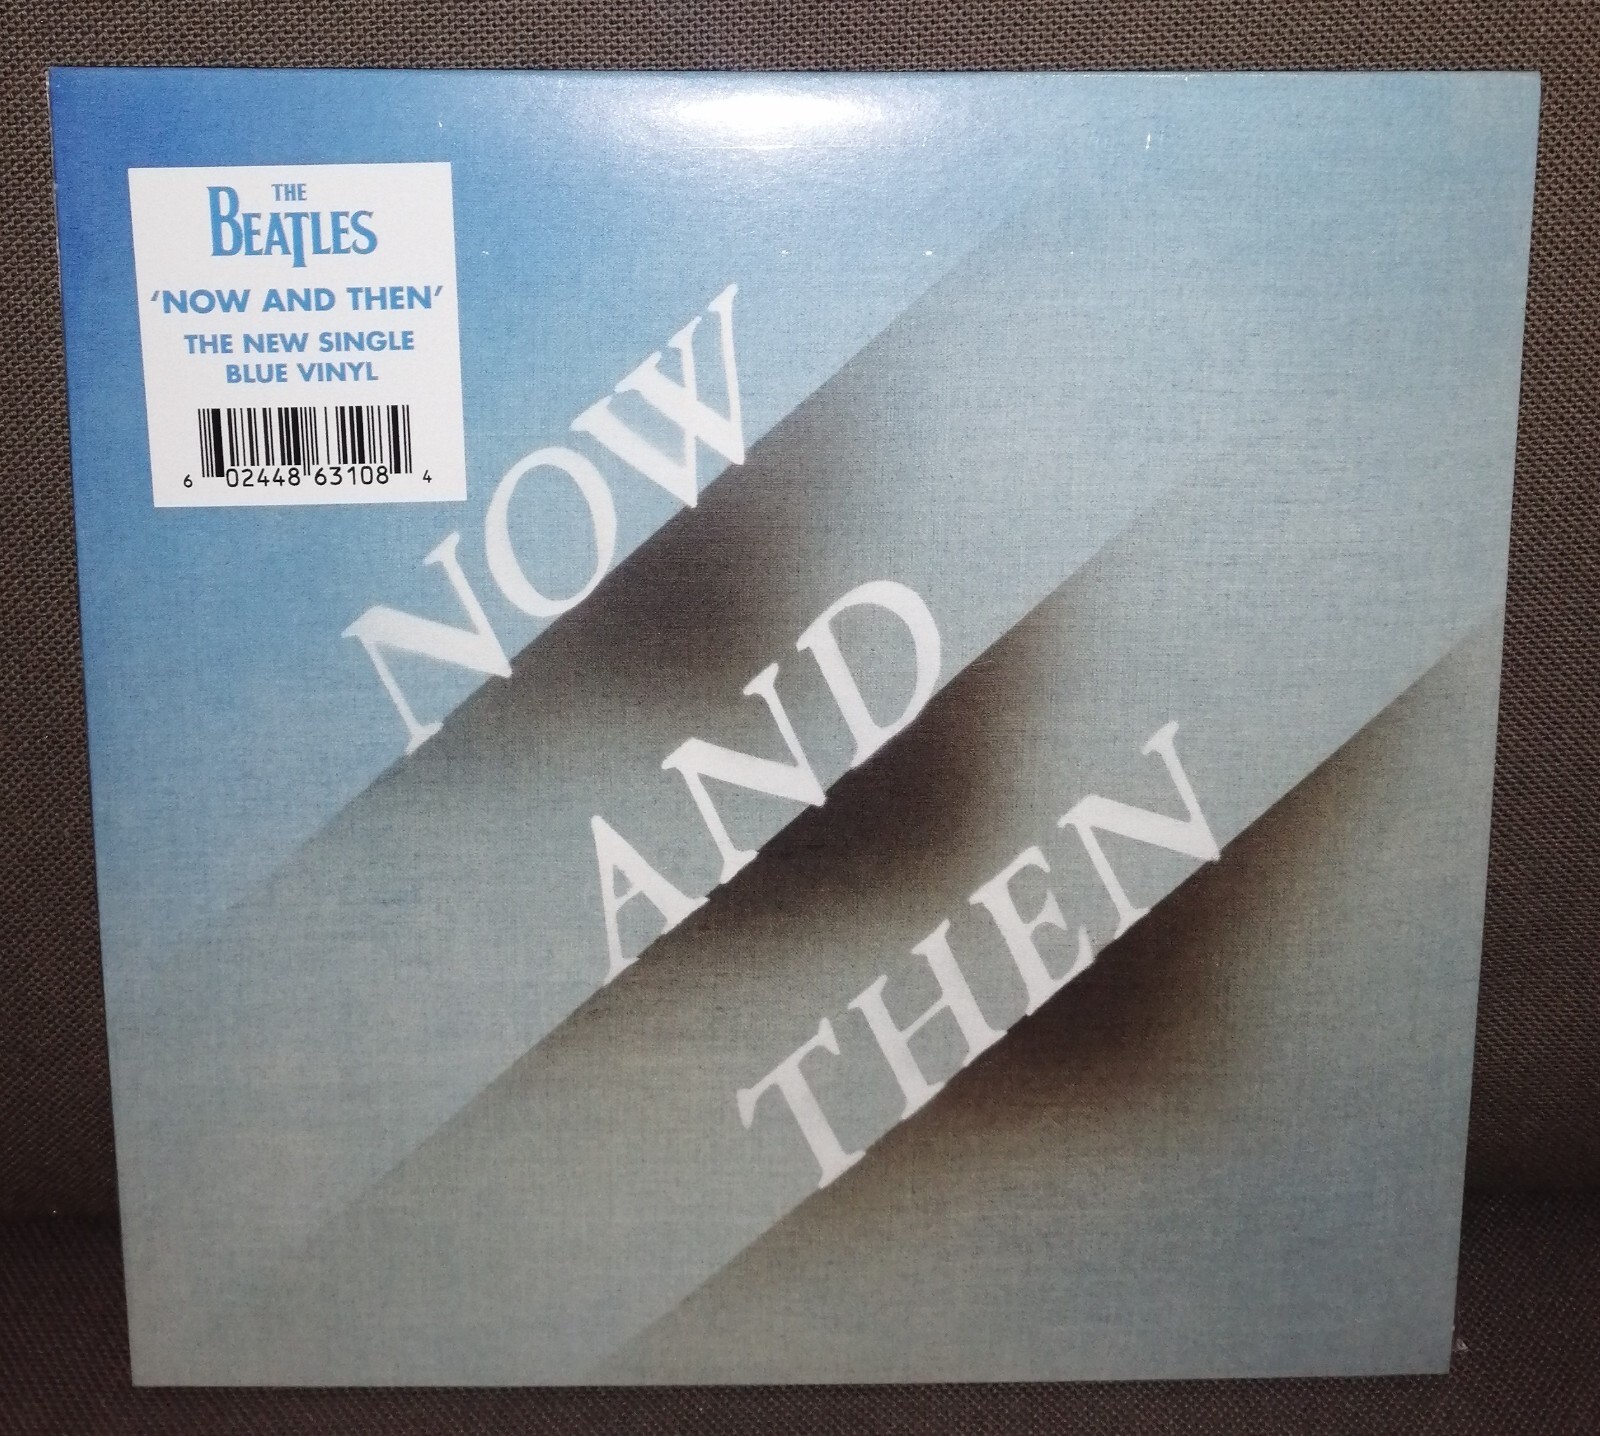 THE
BEATLES
'NOW AND THEN'
THE NEW SINGLE
BLUE VINYL
6 02448 63108 4
NOW
AND
THEN